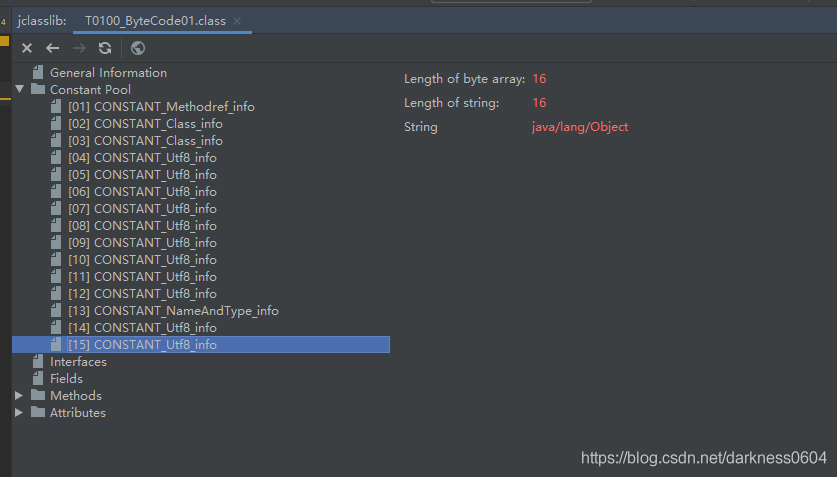 4
jclasslib:
T0100_ByteCode01.class
General Information
Constant Pool
[01] CONSTANT_Methodref_info
[02] CONSTANT_Class_info
[03] CONSTANT_Class_info
[04] CONSTANT_Utf8_info
[05] CONSTANT_Utf8_info
[06] CONSTANT_Utf8_info
[07] CONSTANT_Utf8_info
[08] CONSTANT_Utf8_info
[09] CONSTANT_Utf8_info
[10] CONSTANT_Utf8_info
[11] CONSTANT_Utf8_info
[12] CONSTANT_Utf8_info
[13] CONSTANT_NameAndType_info
[14] CONSTANT_Utf8_info
[15] CONSTANT_Utf8_info
Interfaces
Fields
Methods
Attributes
Length of byte array: 16
Length of string: 16
String java/lang/Object
https://blog.csdn.net/darkness0604